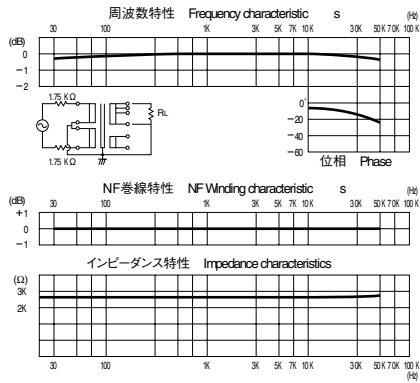 周波数特性 Frequency characteristic s
30 100 1K 3K 5K 7K 10K 30K 50K 70K 100K
(Hz)
(dB)
0
−1
−2
1.75 KΩ
RL
1.75 KΩ
0°
−20
−40
−60
位相 Phase
NF巻線特性 NF Winding characteristic s
(Hz)
(dB)
30 100 1K 3K 5K 7K 10K 30K 50K 70K 100K
+1
0
−1
インピーダンス特性 Impedance characteristics
(Ω)
3K
2K
30 100 1K 3K 5K 7K 10K 30K 50K 70K 100K
(Hz)